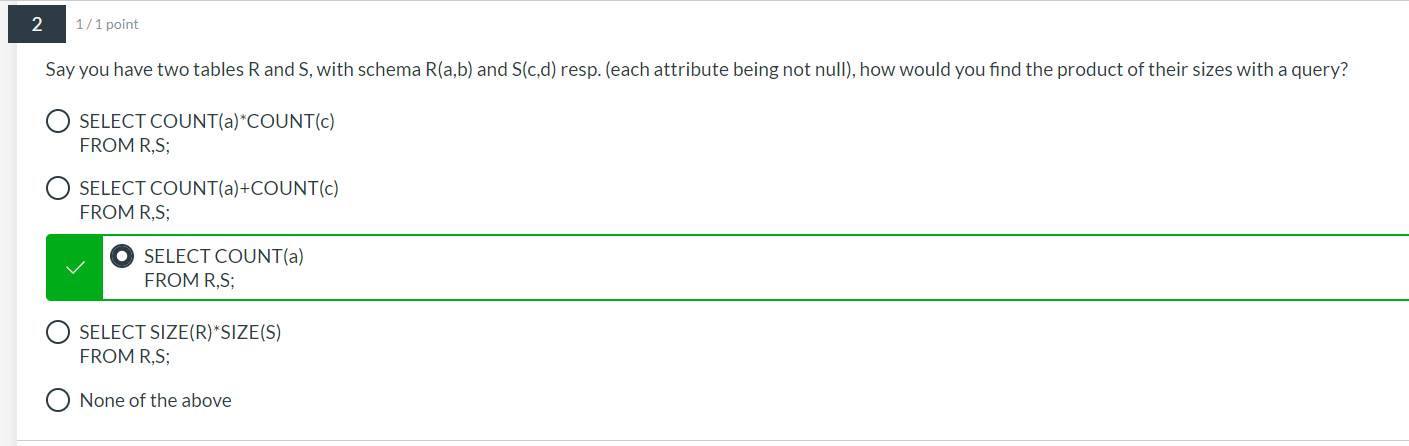 2
1 / 1 point
Say you have two tables R and S, with schema R(a,b) and S(c,d) resp. (each attribute being not null), how would you find the product of their sizes with a query?
SELECT COUNT(a)*COUNT(c)
FROM R,S;
SELECT COUNT(a)+COUNT(c)
FROM R,S;
SELECT COUNT(a)
FROM R,S;
SELECT SIZE(R)*SIZE(S)
FROM R,S;
None of the above